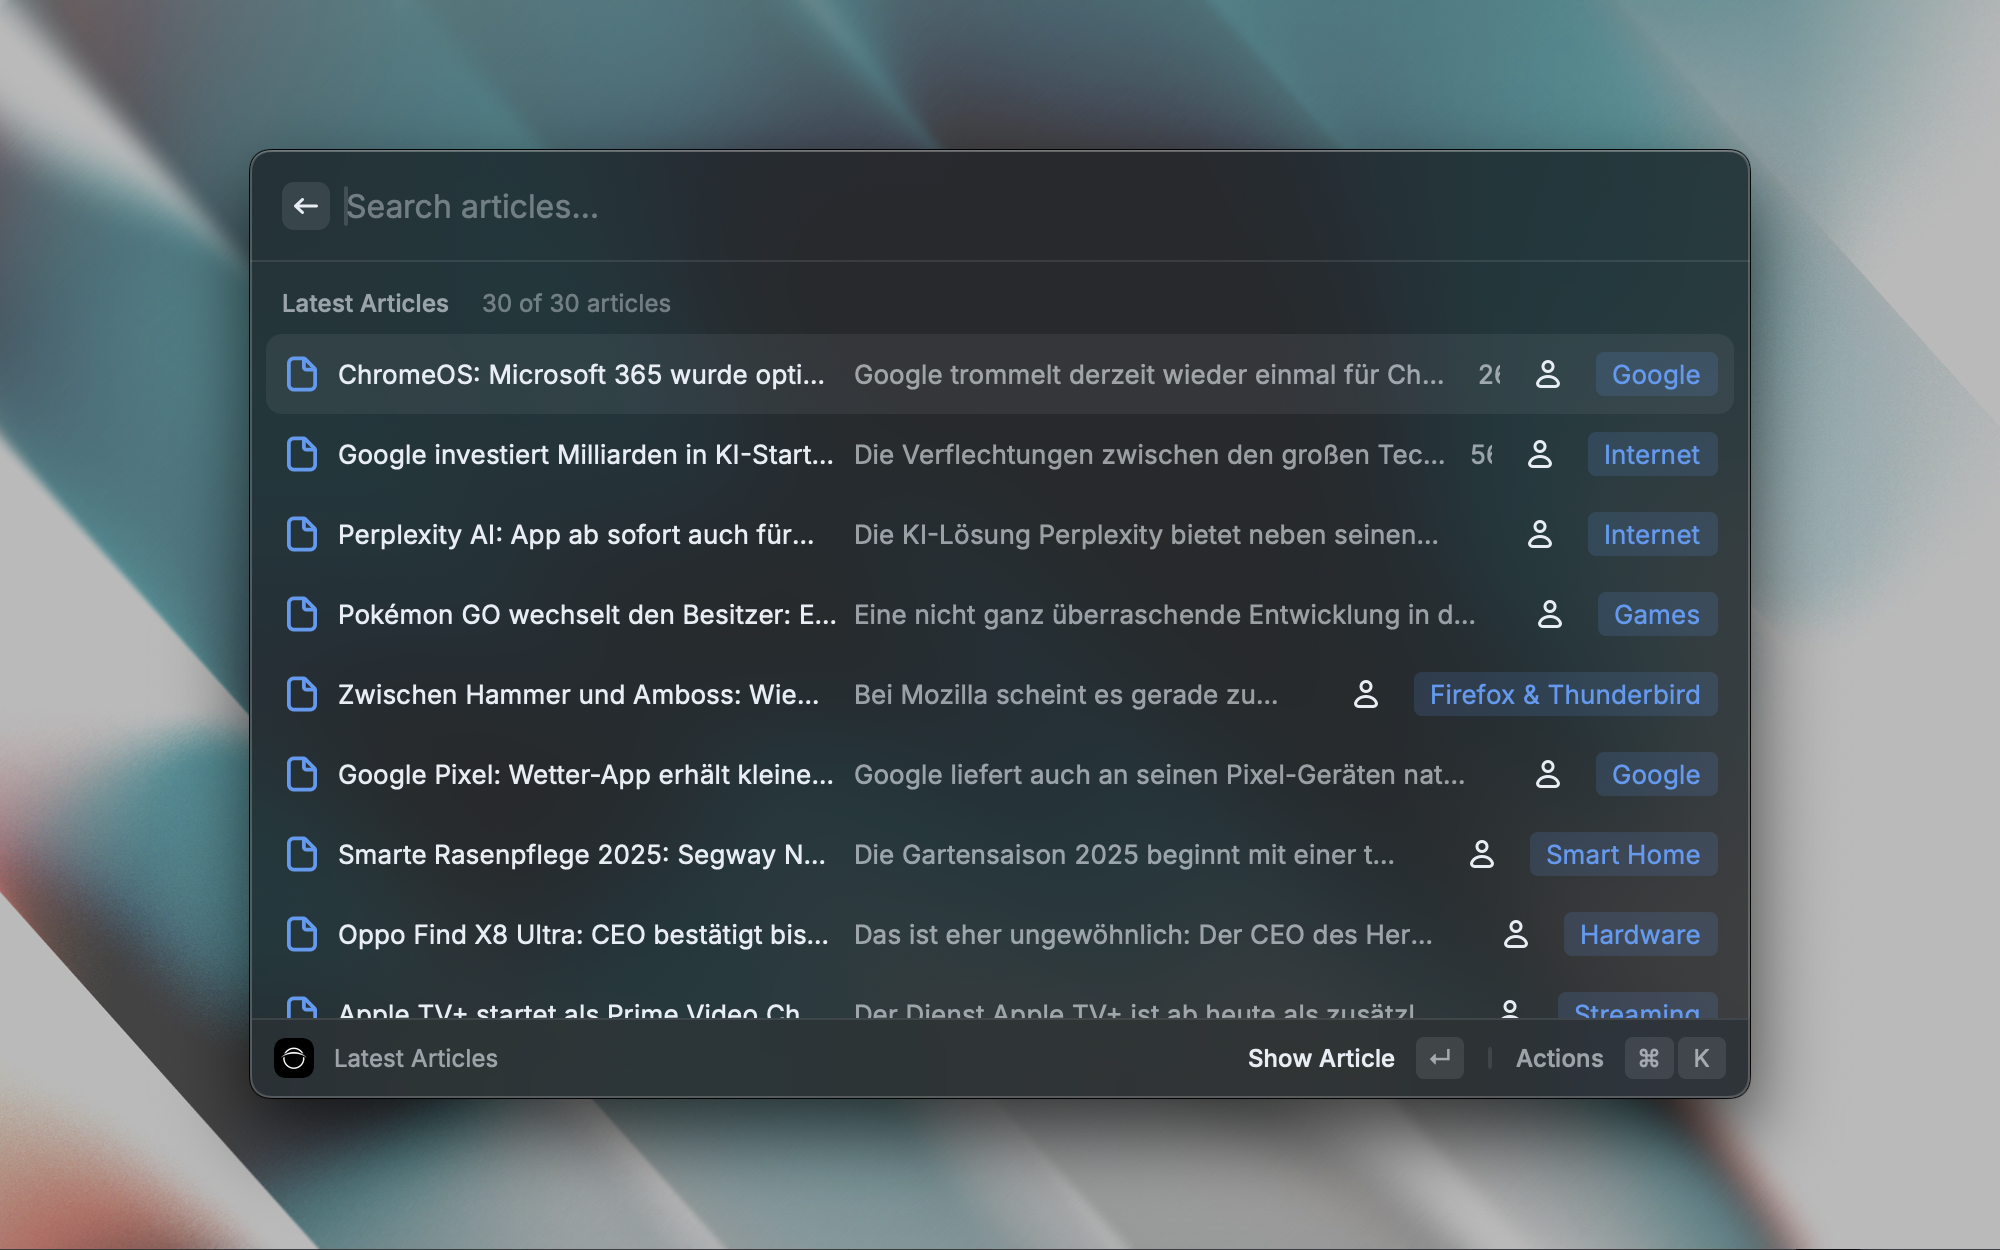 Search articles...
Latest Articles 30 of 30 articles
ChromeOS: Microsoft 365 wurde opti... Google trommelt derzeit wieder einmal für Ch... Google
Google investiert Milliarden in KI-Start... Die Verflechtungen zwischen den großen Tec... Internet
Perplexity AI: App ab sofort auch für... Die KI-Lösung Perplexity bietet neben seinen... Internet
Pokémon GO wechselt den Besitzer: E... Eine nicht ganz überraschende Entwicklung in d... Games
Zwischen Hammer und Amboss: Wie... Bei Mozilla scheint es gerade zu... Firefox & Thunderbird
Google Pixel: Wetter-App erhält kleine... Google liefert auch an seinen Pixel-Geräten nat... Google
Smarte Rasenpflege 2025: Segway N... Die Gartensaison 2025 beginnt mit einer t... Smart Home
Oppo Find X8 Ultra: CEO bestätigt bis... Das ist eher ungewöhnlich: Der CEO des Her... Hardware
Apple TV+ startet als Prime Video Ch... Der Dienst Apple TV+ ist ab heute als zusätzl... Streaming
Latest Articles Show Article ↵ Actions ⌘ K